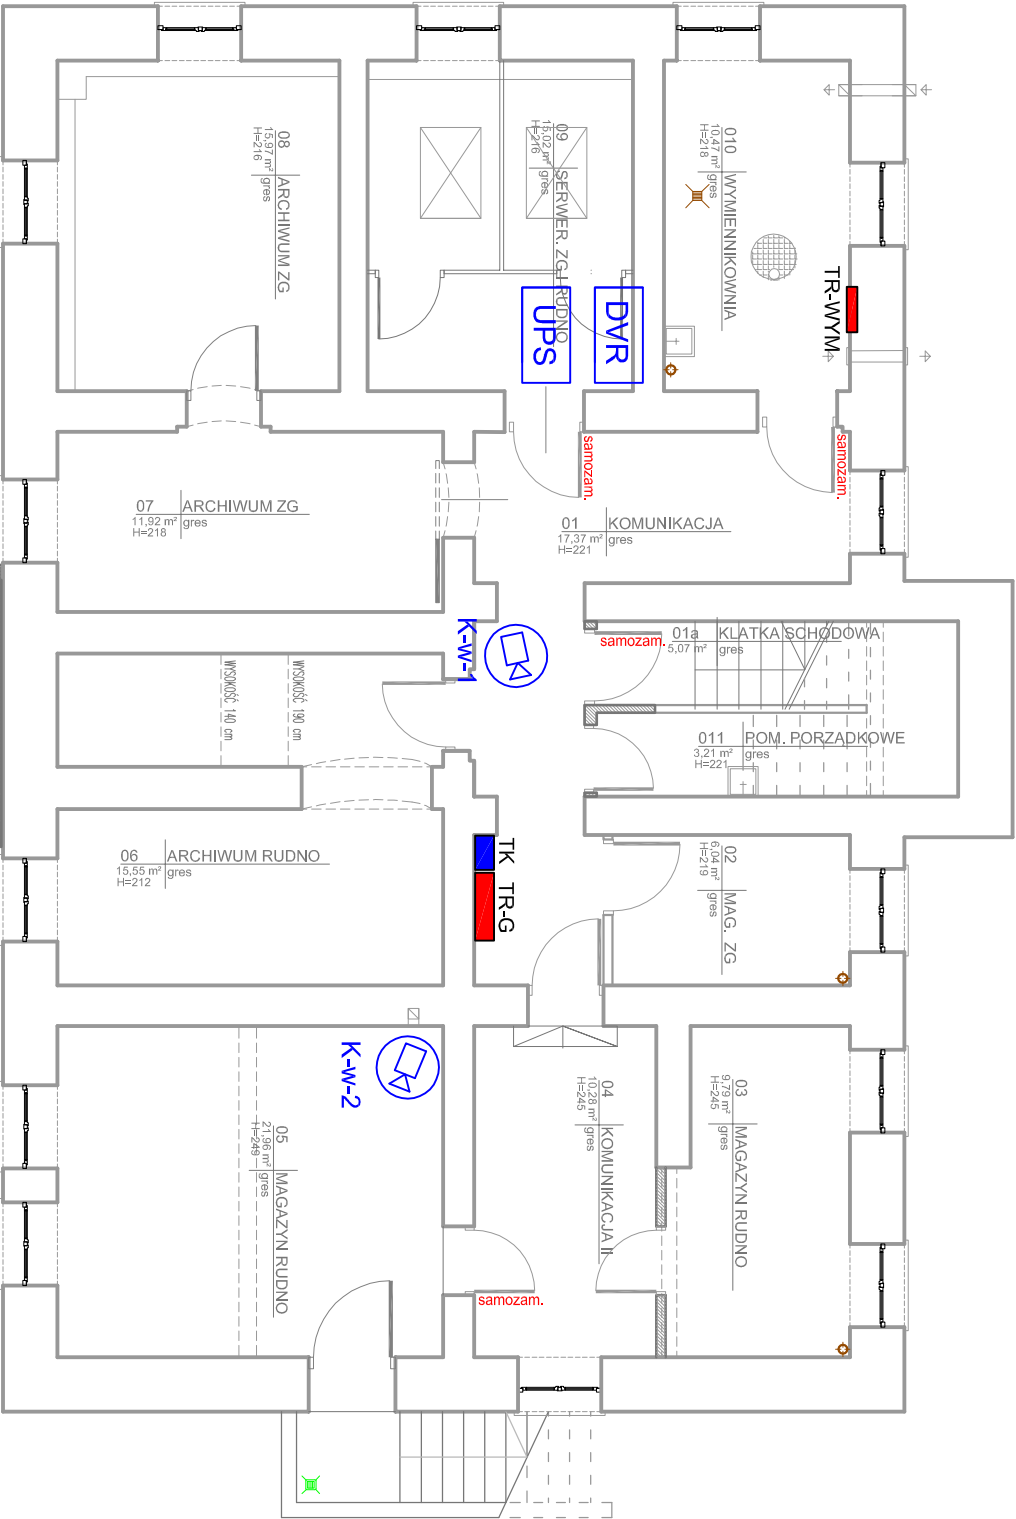 08 ARCHIWUM ZG
15,97 m² gres
H=216
09 SERWER. ZG I RUDNO
15,02 m² gres
H=216
010 WYMIENNIKOWNIA
10,47 m² gres
H=218
TR-WYM
UPS
DVR
samozam.
samozam.
07 ARCHIWUM ZG
11,92 m² gres
H=218
01 KOMUNIKACJA
17,37 m² gres
H=221
K-w-1
samozam.
01a KLATKA SCHODOWA
5,07 m² gres
WYSOKOŚĆ 140 cm
WYSOKOŚĆ 190 cm
011 POM. PORZĄDKOWE
3,21 m² gres
H=221
06 ARCHIWUM RUDNO
15,55 m² gres
H=212
TK
TR-G
02 MAG. ZG
6,04 m² gres
H=219
K-w-2
05 MAGAZYN RUDNO
21,96 m² gres
H=249
04 KOMUNIKACJA II
10,28 m² gres
H=245
03 MAGAZYN RUDNO
9,79 m² gres
H=245
samozam.